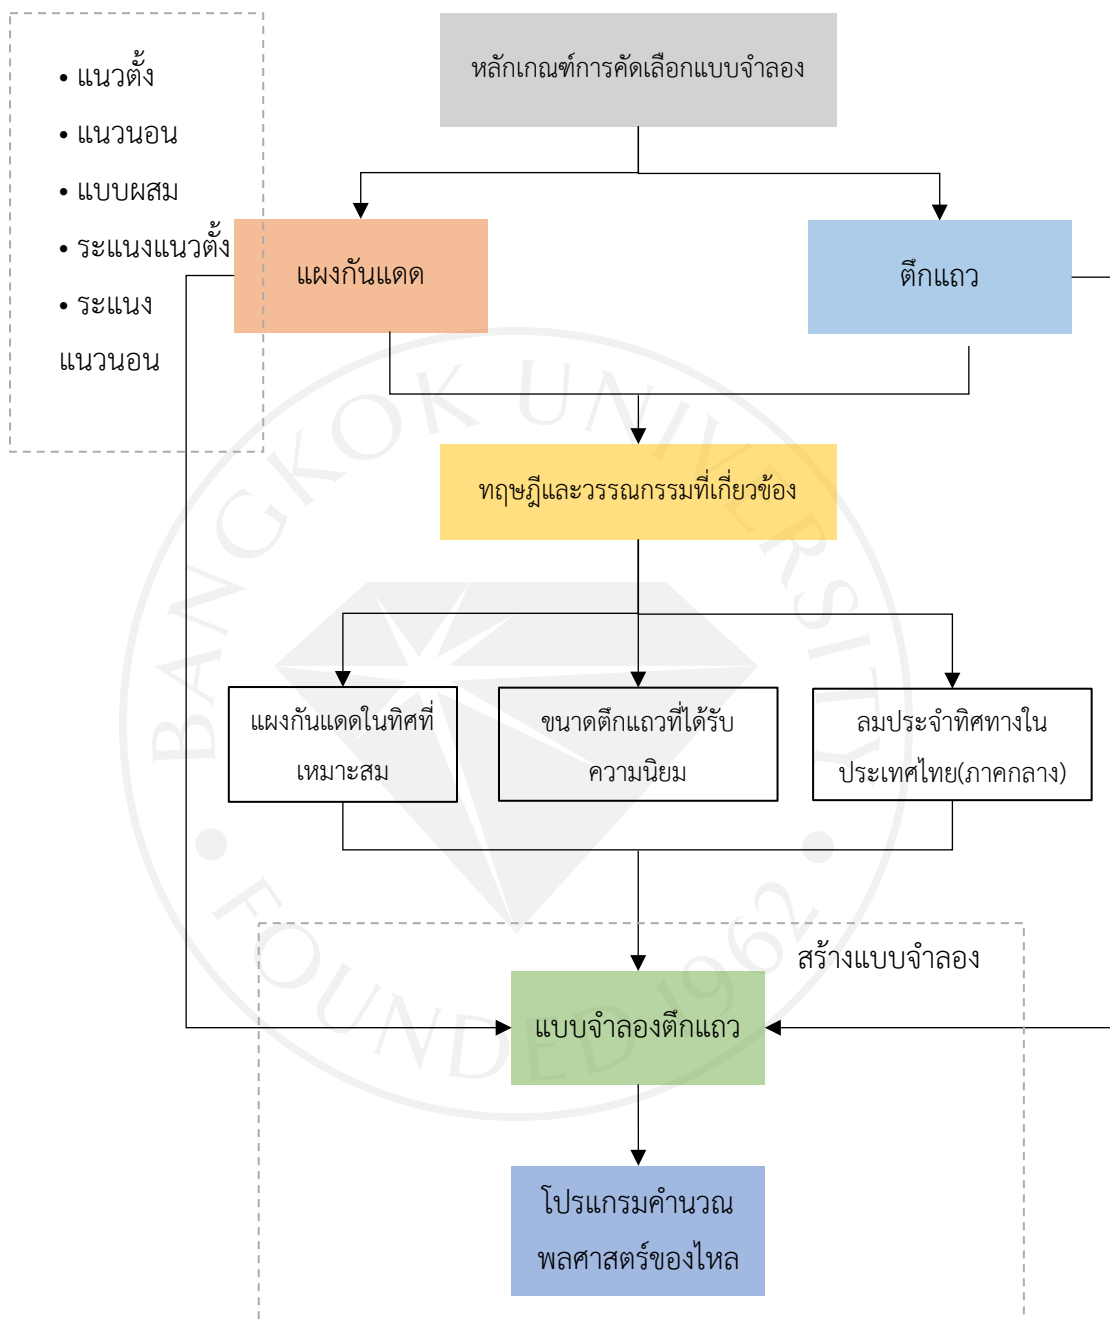 • แนวตั้ง
• แนวนอน
• แบบผสม
• ระแนงแนวตั้ง
• ระแนง
แนวนอน
หลักเกณฑ์การคัดเลือกแบบจำลอง
แผงกันแดด
ตึกแถว
ทฤษฎีและวรรณกรรมที่เกี่ยวข้อง
แผงกันแดดในทิศที่
เหมาะสม
ขนาดตึกแถวที่ได้รับ
ความนิยม
ลมประจำทิศทางใน
ประเทศไทย(ภาคกลาง)
สร้างแบบจำลอง
แบบจำลองตึกแถว
โปรแกรมคำนวณ
พลศาสตร์ของไหล
BANGKOK UNIVERSITY
FOUNDED 1962